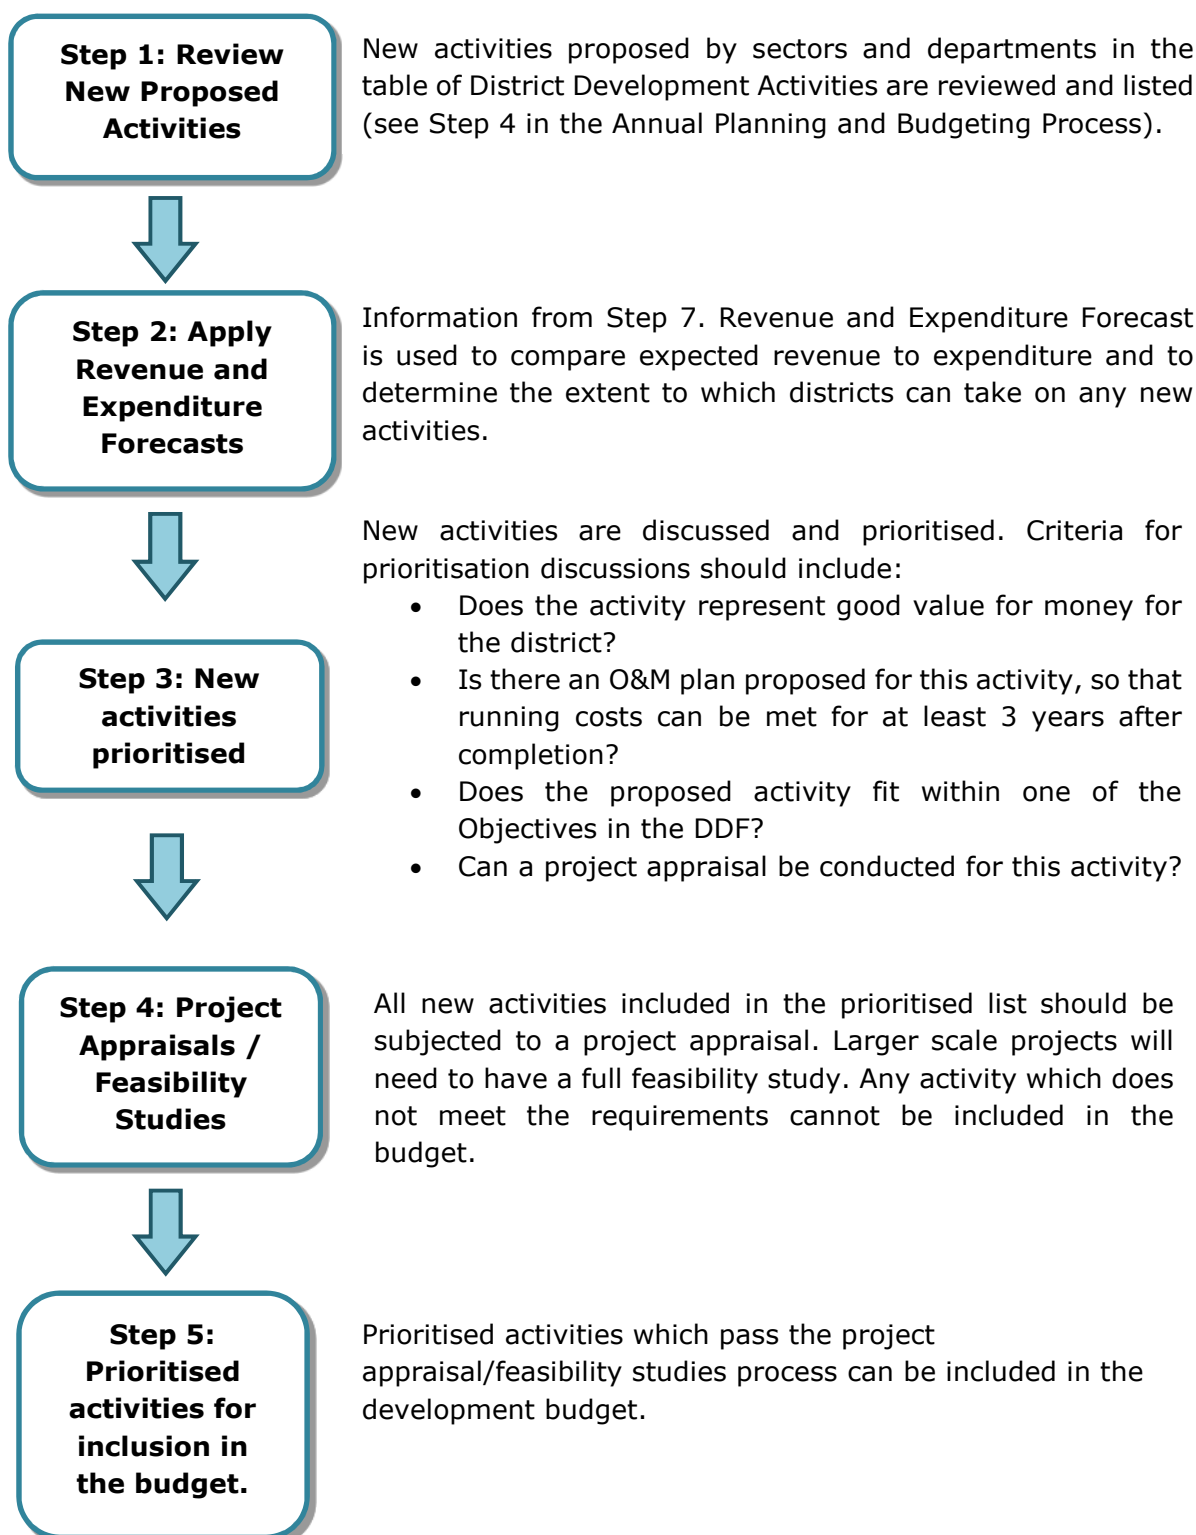 Step 1: Review
New Proposed
Activities
New activities proposed by sectors and departments in the
table of District Development Activities are reviewed and listed
(see Step 4 in the Annual Planning and Budgeting Process).
Step 2: Apply
Revenue and
Expenditure
Forecasts
Information from Step 7. Revenue and Expenditure Forecast
is used to compare expected revenue to expenditure and to
determine the extent to which districts can take on any new
activities.
Step 3: New
activities
prioritised
New activities are discussed and prioritised. Criteria for
prioritisation discussions should include:
• Does the activity represent good value for money for
the district?
• Is there an O&M plan proposed for this activity, so that
running costs can be met for at least 3 years after
completion?
• Does the proposed activity fit within one of the
Objectives in the DDF?
• Can a project appraisal be conducted for this activity?
Step 4: Project
Appraisals /
Feasibility
Studies
All new activities included in the prioritised list should be
subjected to a project appraisal. Larger scale projects will
need to have a full feasibility study. Any activity which does
not meet the requirements cannot be included in the
budget.
Step 5:
Prioritised
activities for
inclusion in
the budget.
Prioritised activities which pass the project
appraisal/feasibility studies process can be included in the
development budget.